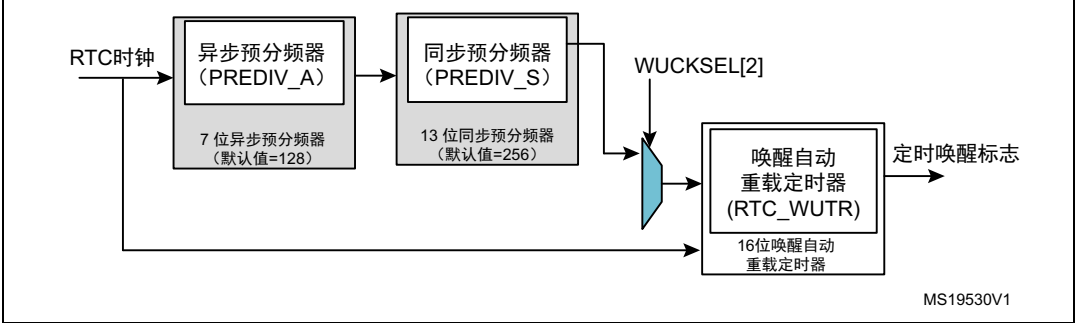 RTC时钟
异步预分频器
（PREDIV_A）
7 位异步预分频器
（默认值=128）
同步预分频器
（PREDIV_S）
13 位同步预分频器
（默认值=256）
WUCKSEL[2]
唤醒自动
重载定时器
(RTC_WUTR)
16位唤醒自动
重载定时器
定时唤醒标志
MS19530V1